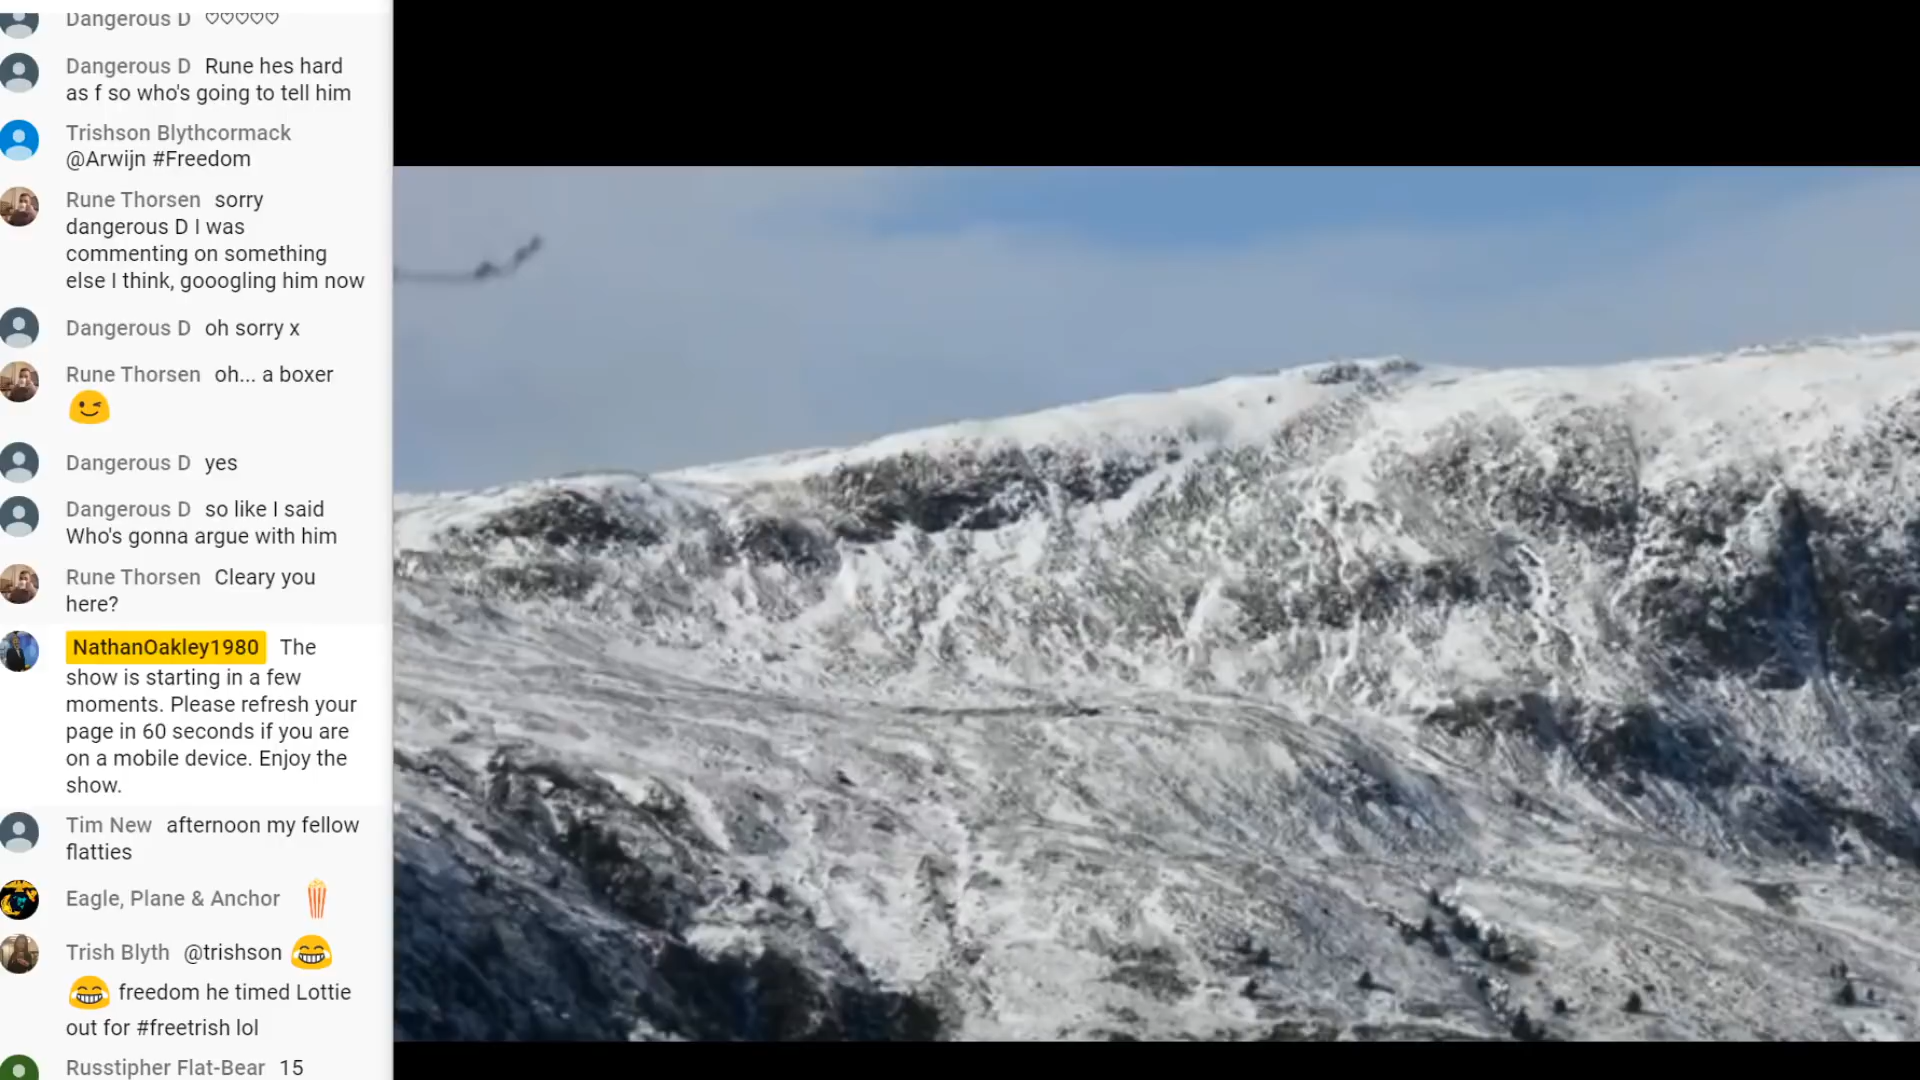 Dangerous D ♡♡♡♡♡
Dangerous D Rune hes hard
as f so who's going to tell him
Trishson Blythcormack
@Arwijn #Freedom
Rune Thorsen sorry
dangerous D I was
commenting on something
else I think, gooogling him now
Dangerous D oh sorry x
Rune Thorsen oh... a boxer
😉
Dangerous D yes
Dangerous D so like I said
Who's gonna argue with him
Rune Thorsen Cleary you
here?
NathanOakley1980 The
show is starting in a few
moments. Please refresh your
page in 60 seconds if you are
on a mobile device. Enjoy the
show.
Tim New afternoon my fellow
flatties
Eagle, Plane & Anchor 🍿
Trish Blyth @trishson 😂
😂 freedom he timed Lottie
out for #freetrish lol
Russtipher Flat-Bear 15